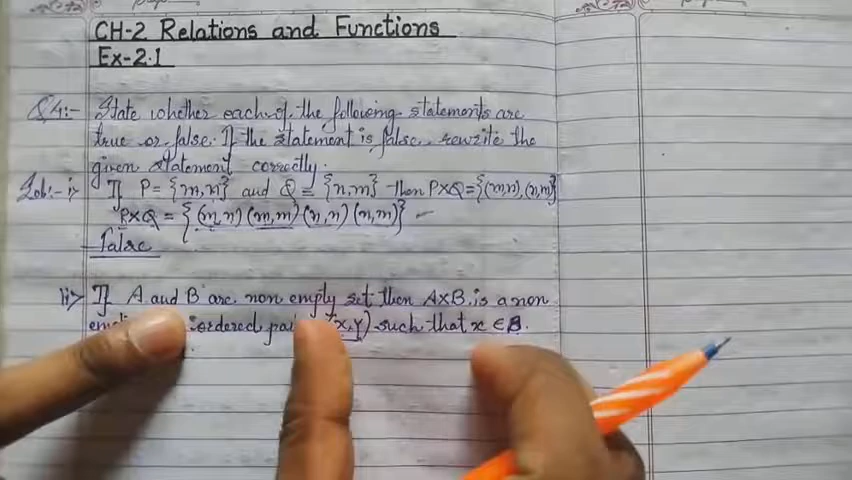 CH-2 Relations and Functions
Ex-2.1
Q4:- State whether each of the following statements are
true or false. If the statement is false, rewrite the
given statement correctly.
Sol:- i> If P = {m,n} and Q = {n,m} then P×Q = {(m,n),(n,m)}
P×Q = {(m,n) (m,m) (n,n) (n,m)}
False
ii> If A and B are non empty set then A×B is a non
ordered x,y) such that x ∈ B.